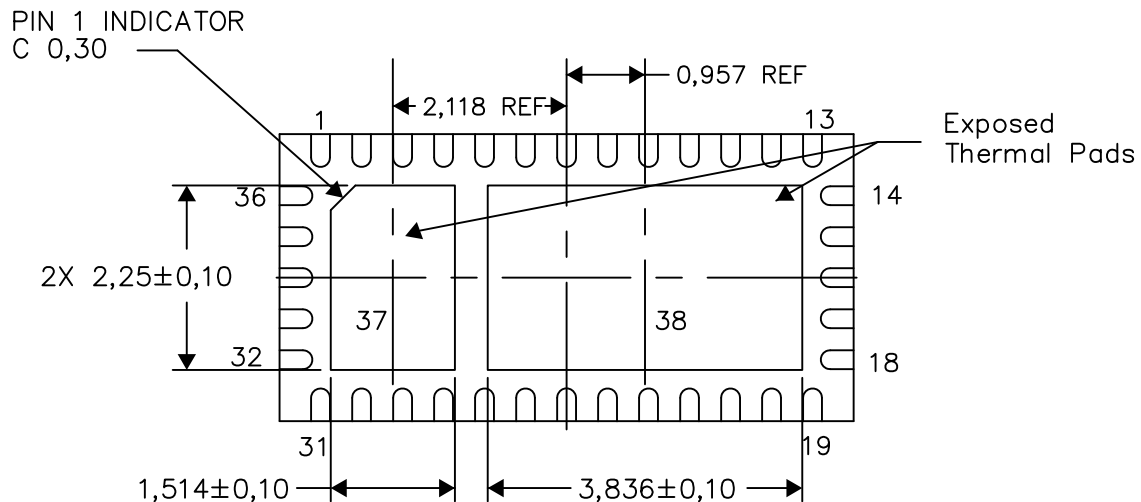 PIN 1 INDICATOR
C 0,30
0,957 REF
2,118 REF
1
13
Exposed
Thermal Pads
36
14
2X 2,25±0,10
37
38
32
18
31
19
1,514±0,10
3,836±0,10